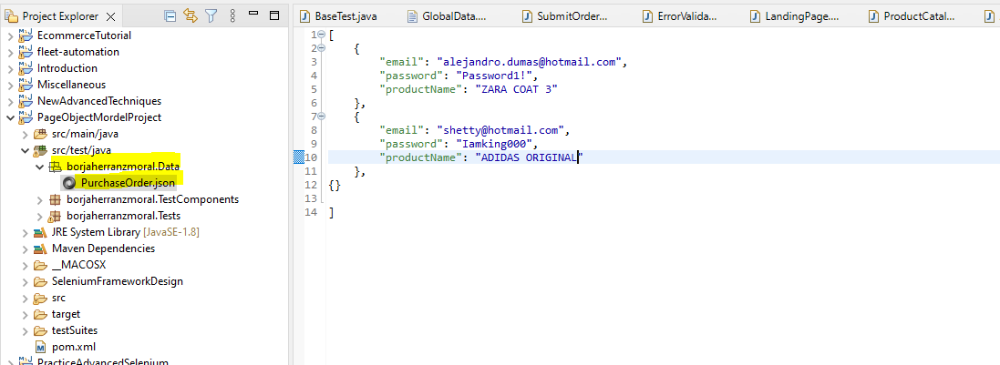 Project Explorer
EcommerceTutorial
fleet-automation
Introduction
Miscellaneous
NewAdvancedTechniques
PageObjectMordelProject
src/main/java
src/test/java
borjaherranzmoral.Data
PurchaseOrder.json
borjaherranzmoral.TestComponents
borjaherranzmoral.Tests
JRE System Library [JavaSE-1.8]
Maven Dependencies
__MACOSX
SeleniumFrameworkDesign
src
target
testSuites
pom.xml
PracticeAdvancedSelenium
BaseTest.java GlobalData.... SubmitOrder... ErrorValida... LandingPage.... ProductCatal...
1 [
2 {
3 "email": "alejandro.dumas@hotmail.com",
4 "password": "Password1!",
5 "productName": "ZARA COAT 3"
6 },
7 {
8 "email": "shetty@hotmail.com",
9 "password": "Iamking000",
10 "productName": "ADIDAS ORIGINAL"
11 },
12 {}
13
14 ]